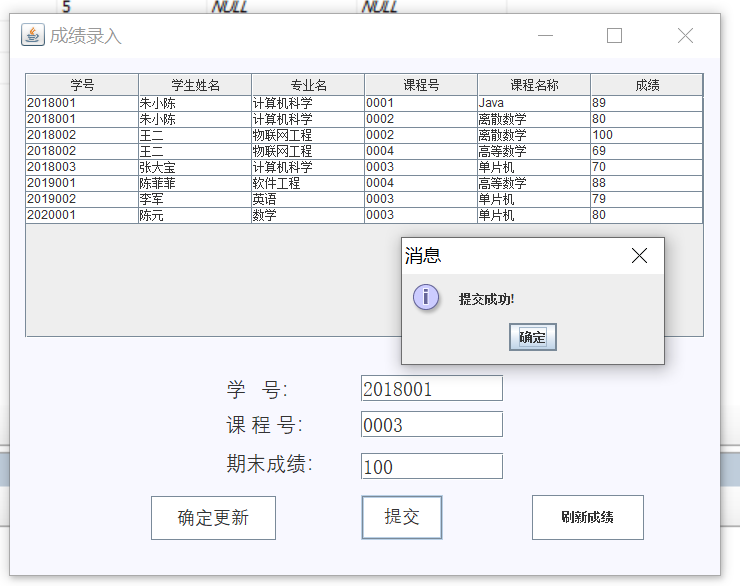 5 NULL NULL
成绩录入
学号 学生姓名 专业名 课程号 课程名称 成绩
2018001 朱小陈 计算机科学 0001 Java 89
2018001 朱小陈 计算机科学 0002 离散数学 80
2018002 王二 物联网工程 0002 离散数学 100
2018002 王二 物联网工程 0004 高等数学 69
2018003 张大宝 计算机科学 0003 单片机 70
2019001 陈菲菲 软件工程 0004 高等数学 88
2019002 李军 英语 0003 单片机 79
2020001 陈元 数学 0003 单片机 80
消息
提交成功!
确定
学 号: 2018001
课 程 号: 0003
期末成绩: 100
确定更新 提交 刷新成绩